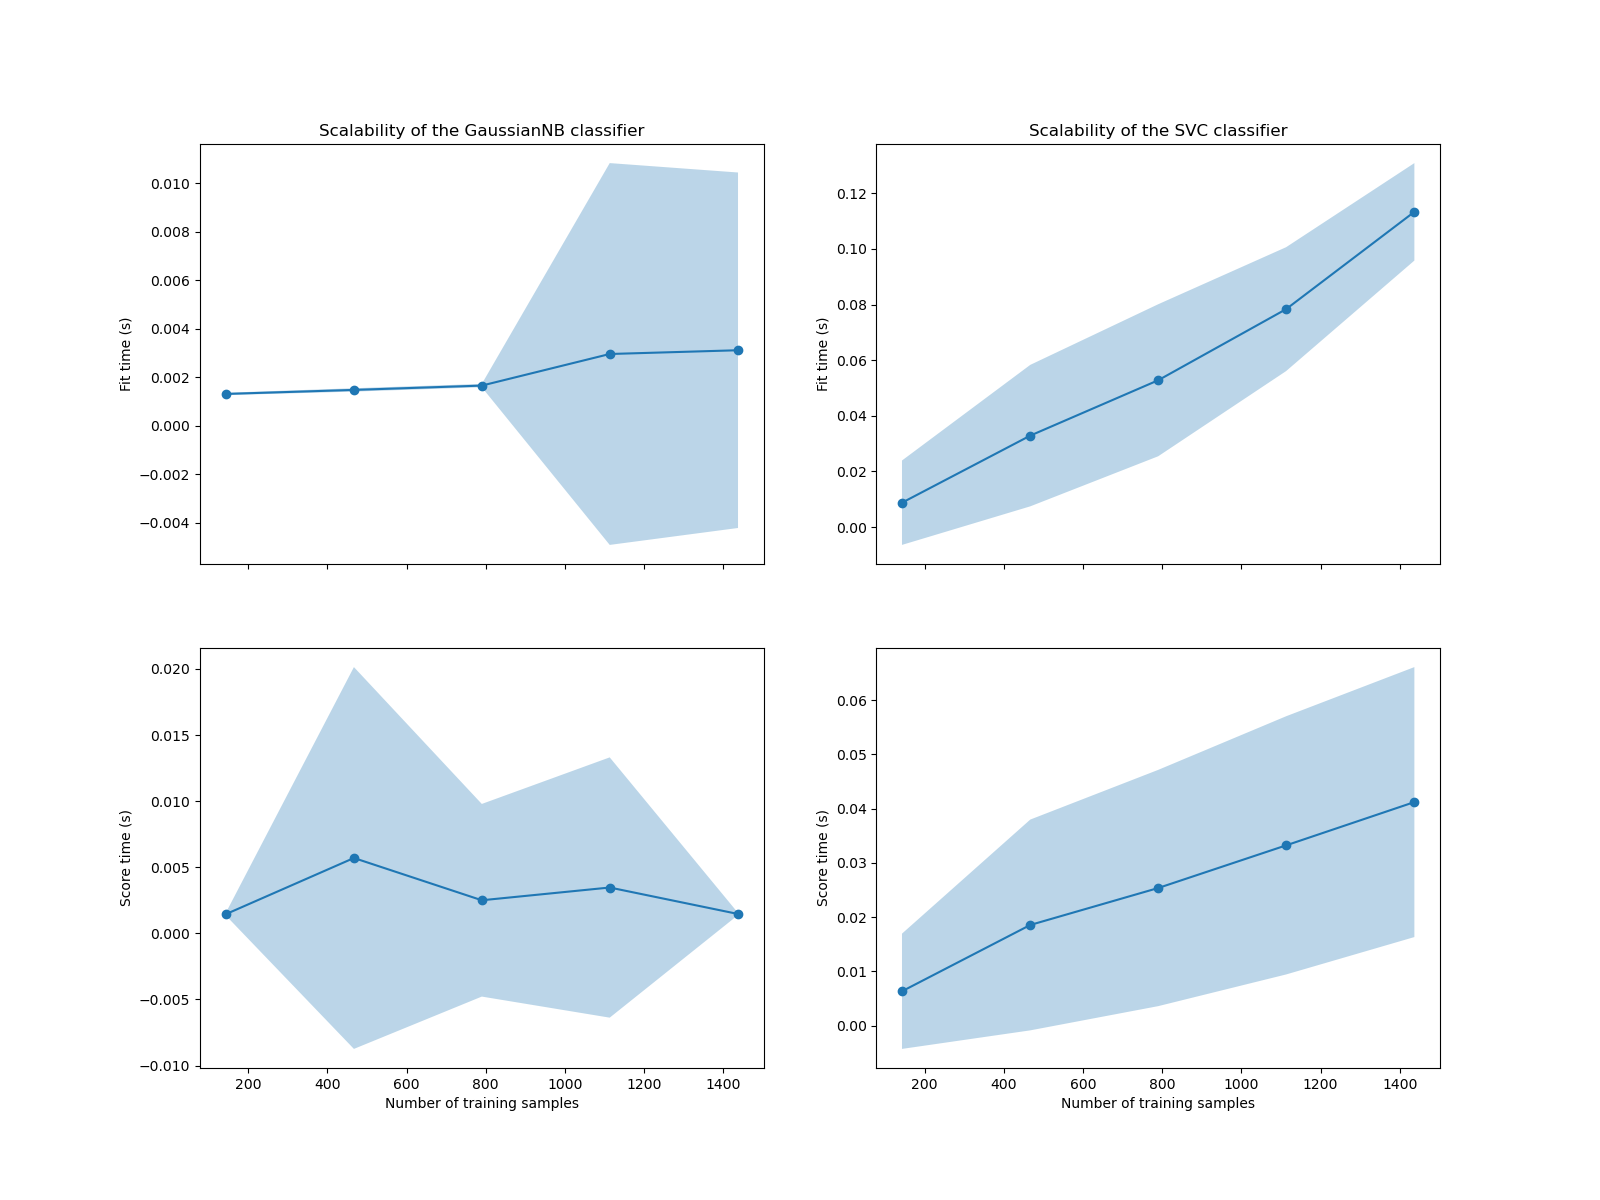 Scalability of the GaussianNB classifier
0.010
0.008
0.006
0.004
0.002
0.000
−0.002
−0.004
Fit time (s)
Scalability of the SVC classifier
0.12
0.10
0.08
0.06
0.04
0.02
0.00
Fit time (s)
0.020
0.015
0.010
0.005
0.000
−0.005
−0.010
Score time (s)
200 400 600 800 1000 1200 1400
Number of training samples
0.06
0.05
0.04
0.03
0.02
0.01
0.00
Score time (s)
200 400 600 800 1000 1200 1400
Number of training samples